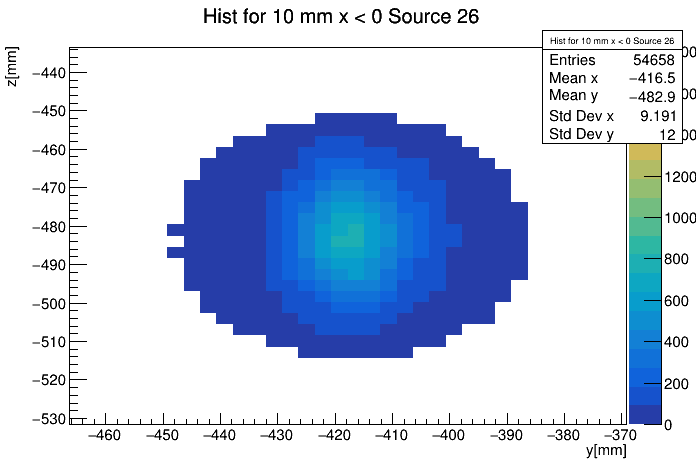 Hist for 10 mm x < 0 Source 26
Hist for 10 mm x < 0 Source 26
Entries 54658
Mean x −416.5
Mean y −482.9
Std Dev x 9.191
Std Dev y 12
z[mm]
−440
−450
−460
−470
−480
−490
−500
−510
−520
−530
−460 −450 −440 −430 −420 −410 −400 −390 −380 −370
y[mm]
1200
1000
800
600
400
200
0